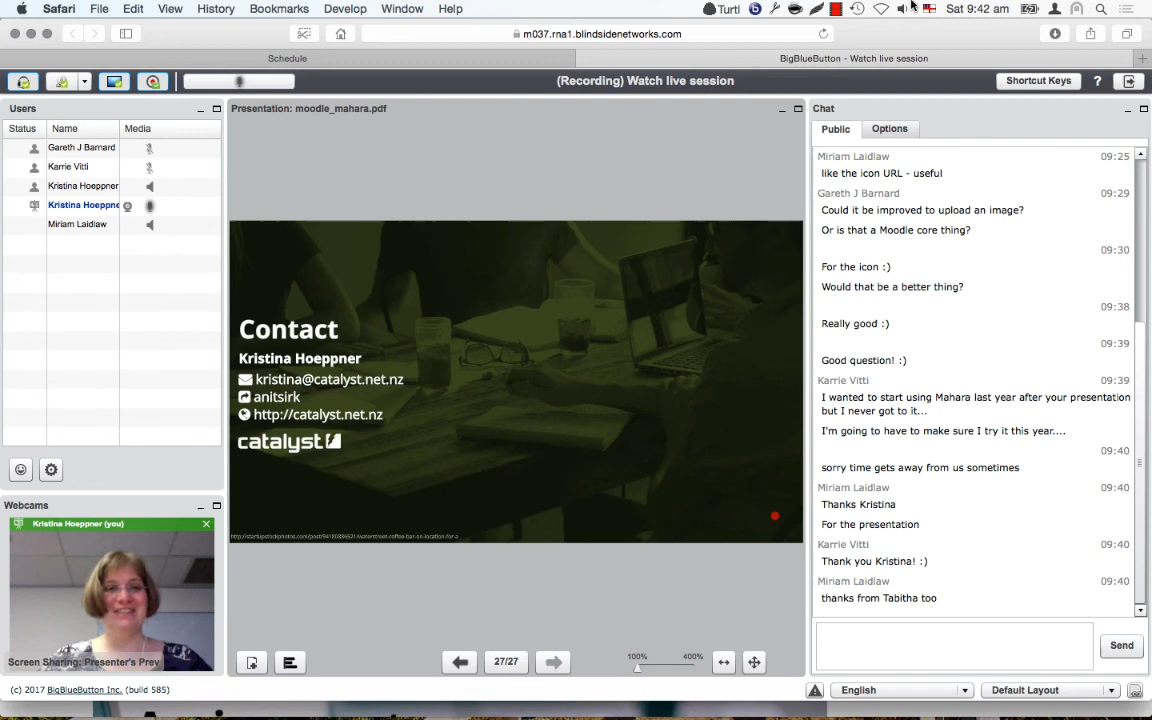 Safari File Edit View History Bookmarks Develop Window Help
Turtl
Sat 9:42 am
m037.rna1.blindsidenetworks.com
Schedule
BigBlueButton - Watch live session
(Recording) Watch live session
Shortcut Keys
?
Users
Status Name Media
Gareth J Barnard
Karrie Vitti
Kristina Hoeppner
Kristina Hoeppne
Miriam Laidlaw
Webcams
Kristina Hoeppner (you)
Screen Sharing: Presenter's Prev
Presentation: moodle_mahara.pdf
Contact
Kristina Hoeppner
kristina@catalyst.net.nz
anitsirk
http://catalyst.net.nz
catalyst
27/27
100%
400%
Chat
Public Options
Miriam Laidlaw 09:25
like the icon URL - useful
Gareth J Barnard 09:29
Could it be improved to upload an image?
Or is that a Moodle core thing?
09:30
For the icon :)
Would that be a better thing?
09:38
Really good :)
09:39
Good question! :)
Karrie Vitti 09:39
I wanted to start using Mahara last year after your presentation
but I never got to it...
I'm going to have to make sure I try it this year....
09:40
sorry time gets away from us sometimes
Miriam Laidlaw 09:40
Thanks Kristina
For the presentation
Karrie Vitti 09:40
Thank you Kristina! :)
Miriam Laidlaw 09:40
thanks from Tabitha too
Send
(c) 2017 BigBlueButton Inc. (build 585)
English
Default Layout